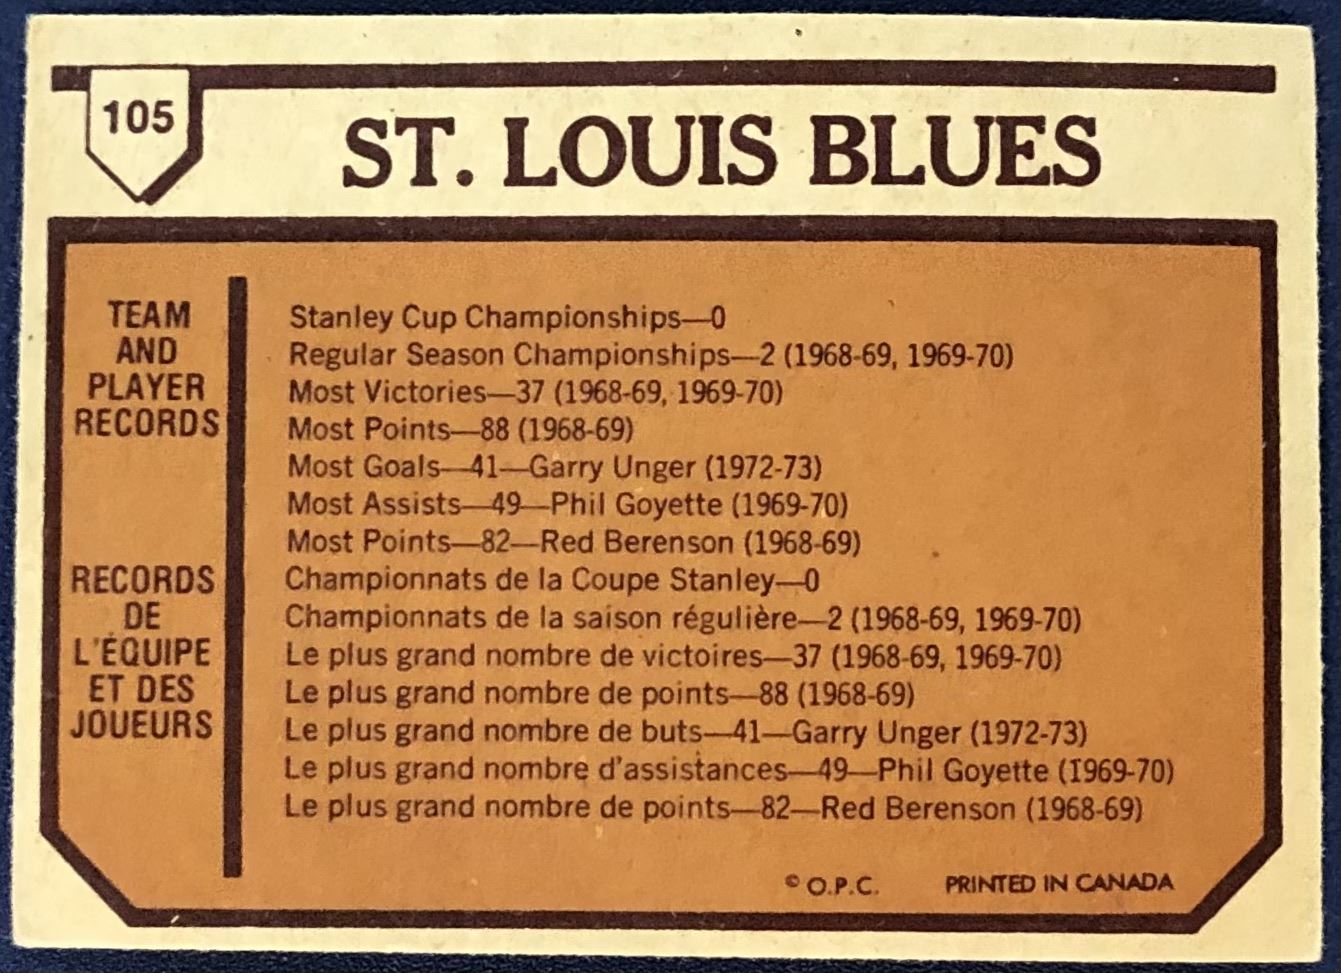 105
ST. LOUIS BLUES
TEAM
AND
PLAYER
RECORDS
Stanley Cup Championships—0
Regular Season Championships—2 (1968-69, 1969-70)
Most Victories—37 (1968-69, 1969-70)
Most Points—88 (1968-69)
Most Goals—41—Garry Unger (1972-73)
Most Assists—49—Phil Goyette (1969-70)
Most Points—82—Red Berenson (1968-69)
RECORDS
DE
L'ÉQUIPE
ET DES
JOUEURS
Championnats de la Coupe Stanley—0
Championnats de la saison régulière—2 (1968-69, 1969-70)
Le plus grand nombre de victoires—37 (1968-69, 1969-70)
Le plus grand nombre de points—88 (1968-69)
Le plus grand nombre de buts—41—Garry Unger (1972-73)
Le plus grand nombre d'assistances—49—Phil Goyette (1969-70)
Le plus grand nombre de points—82—Red Berenson (1968-69)
© O.P.C. PRINTED IN CANADA